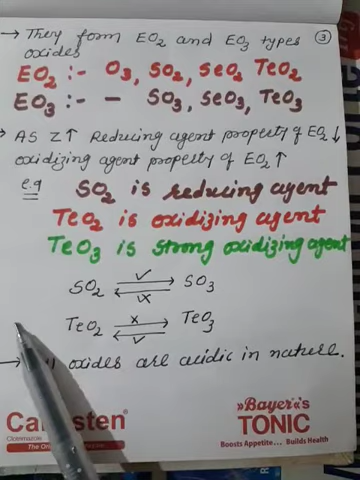 → They form EO2 and EO3 types
③
oxides
EO2 :- O3, SO2, SeO2 TeO2
EO3 :- - SO3, SeO3, TeO3
→ As Z↑ Reducing agent property of EO2↓
oxidizing agent property of EO2 ↑
e.g SO2 is reducing agent
TeO2 is oxidizing agent
TeO3 is strong oxidizing agent
SO2 ⇌ SO3
TeO2 ⇌ TeO3
→ oxides are acidic in nature.
»Bayer's
TONIC
Boosts Appetite... Builds Health
Clotrimazole